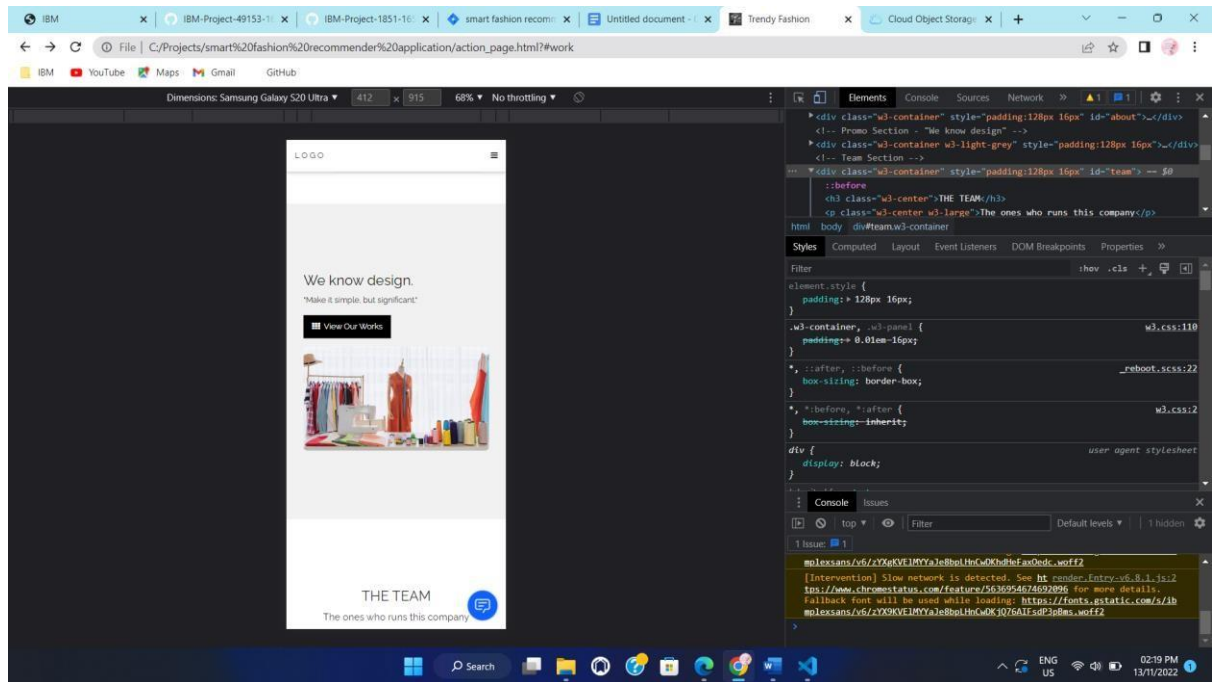 IBM
IBM-Project-49153-1
IBM-Project-1851-16
smart fashion recomm
Untitled document -
Trendy Fashion
Cloud Object Storage
File | C:/Projects/smart%20fashion%20recommender%20application/action_page.html?#work
IBM YouTube Maps Gmail GitHub
Dimensions: Samsung Galaxy S20 Ultra ▼ 412 x 915 68% ▼ No throttling ▼
LOGO
We know design.
"Make it simple, but significant."
View Our Works
THE TEAM
The ones who runs this company
Elements Console Sources Network » 1 1
<div class="w3-container" style="padding:128px 16px" id="about">…</div>
<!-- Promo Section - "We know design" -->
<div class="w3-container w3-light-grey" style="padding:128px 16px">…</div>
<!-- Team Section -->
<div class="w3-container" style="padding:128px 16px" id="team"> == $0
::before
<h3 class="w3-center">THE TEAM</h3>
<p class="w3-center w3-large">The ones who runs this company</p>
html body div#team.w3-container
Styles Computed Layout Event Listeners DOM Breakpoints Properties »
Filter :hov .cls +
element.style {
padding: 128px 16px;
}
.w3-container, .w3-panel { w3.css:110
padding: 0.01em 16px;
}
*, ::after, ::before { _reboot.scss:22
box-sizing: border-box;
}
*, *:before, *:after { w3.css:2
box-sizing: inherit;
}
div { user agent stylesheet
display: block;
}
Console Issues
top ▼ Filter Default levels ▼ 1 hidden
1 Issue: 1
[Intervention] Slow network is detected. See ht render.Entry-v6.8.1.js:2
tps://www.chromestatus.com/feature/5636954674692096 for more details.
Fallback font will be used while loading: https://fonts.gstatic.com/s/ib
Search
ENG
US
02:19 PM
13/11/2022
1